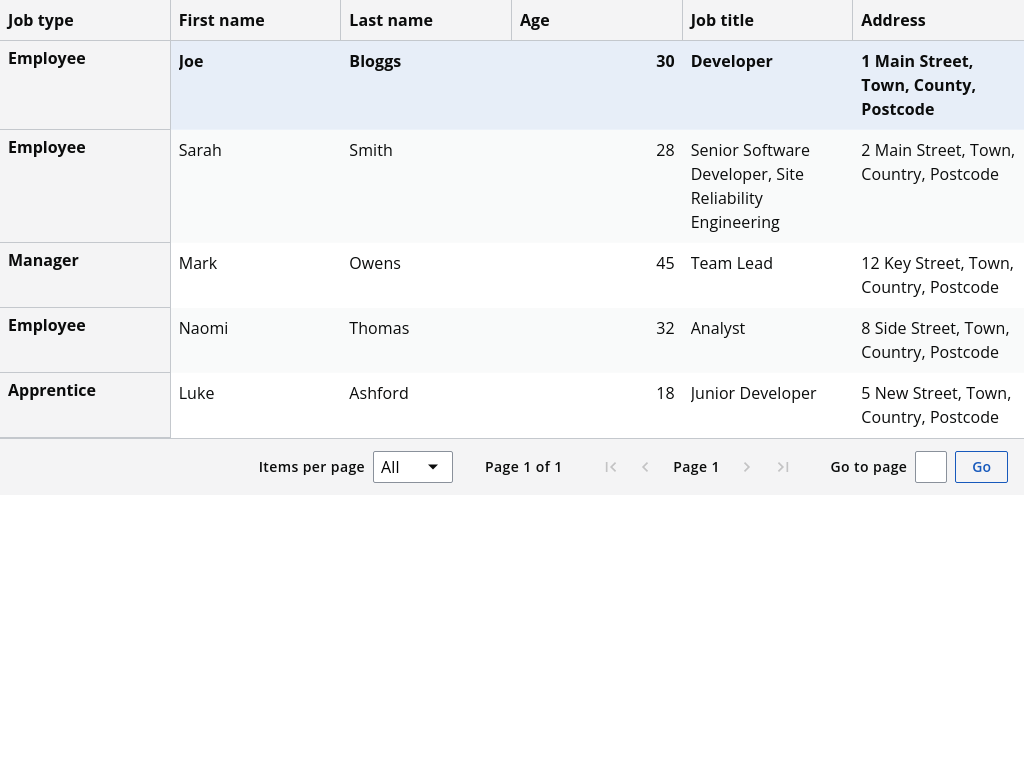 Job type First name Last name Age Job title Address
Employee Joe Bloggs 30 Developer 1 Main Street,
Town, County,
Postcode
Employee Sarah Smith 28 Senior Software 2 Main Street, Town,
Developer, Site Country, Postcode
Reliability
Engineering
Manager Mark Owens 45 Team Lead 12 Key Street, Town,
Country, Postcode
Employee Naomi Thomas 32 Analyst 8 Side Street, Town,
Country, Postcode
Apprentice Luke Ashford 18 Junior Developer 5 New Street, Town,
Country, Postcode
Items per page All Page 1 of 1 Page 1 Go to page Go